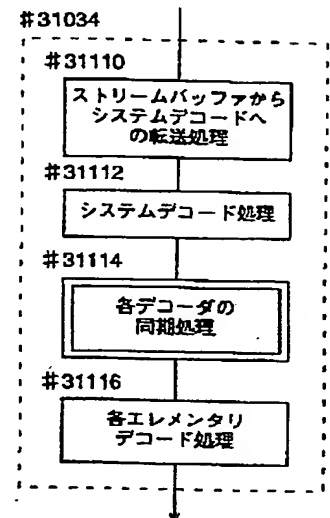 #31034
#31110
ストリームバッファから
システムデコードへ
の転送処理
#31112
システムデコード処理
#31114
各デコーダの
同期処理
#31116
各エレメンタリ
デコード処理